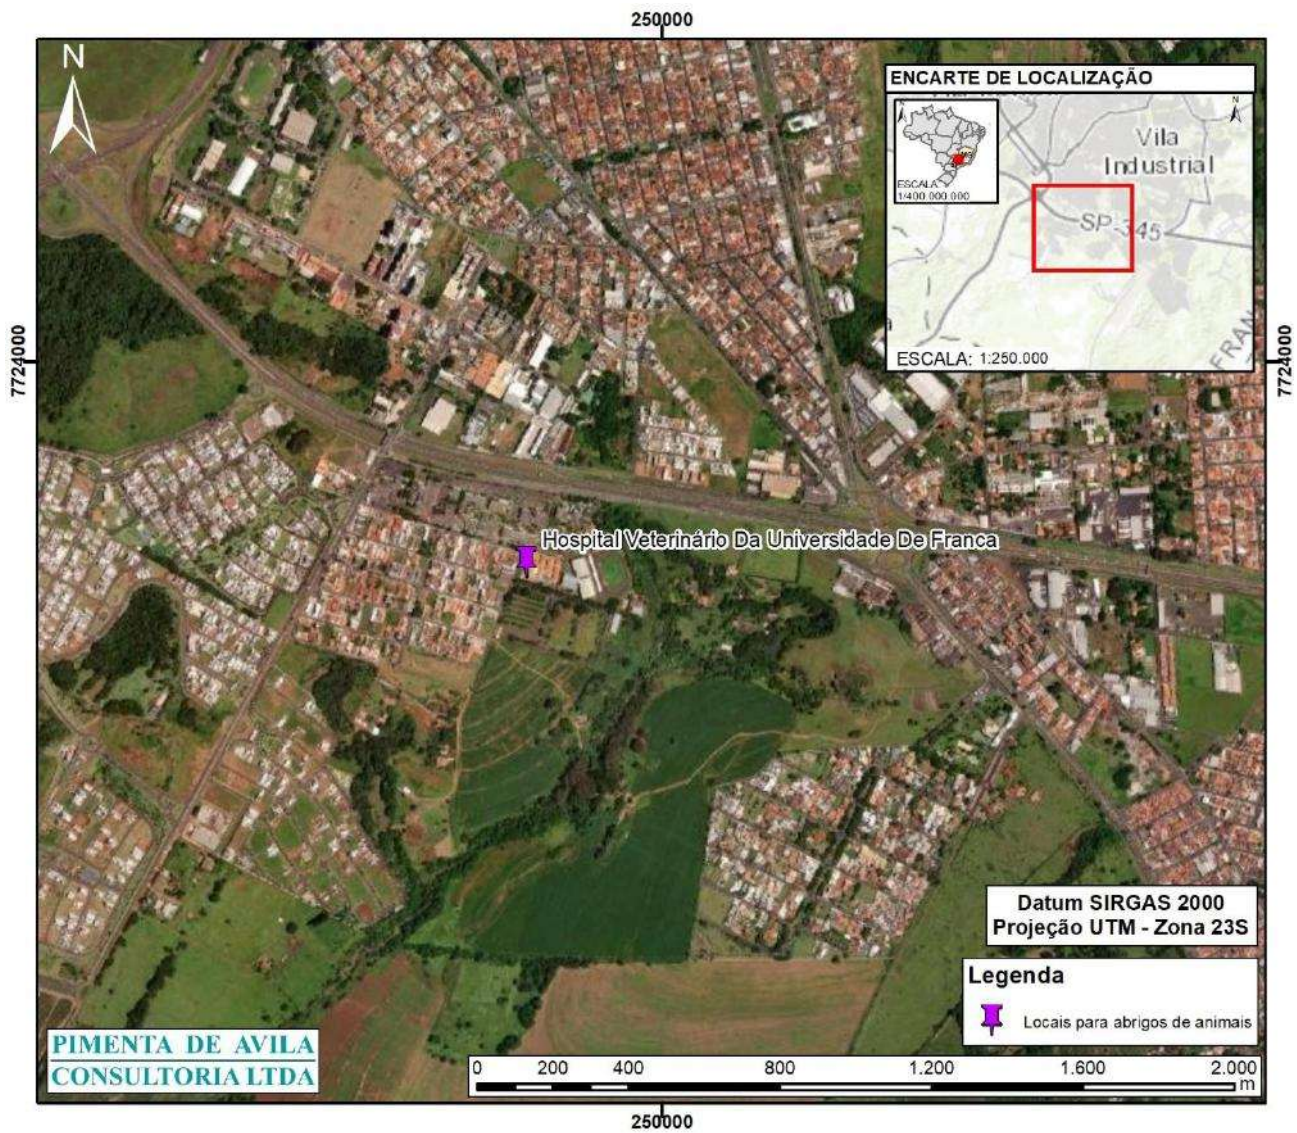 250000
N
ENCARTE DE LOCALIZAÇÃO
N
Vila
Industrial
ESCALA:
1/400.000.000
SP-345
FRAN
ESCALA: 1:250.000
7724000
7724000
Hospital Veterinário Da Universidade De Franca
Datum SIRGAS 2000
Projeção UTM - Zona 23S
Legenda
Locais para abrigos de animais
PIMENTA DE AVILA
CONSULTORIA LTDA
0 200 400 800 1.200 1.600 2.000
m
250000